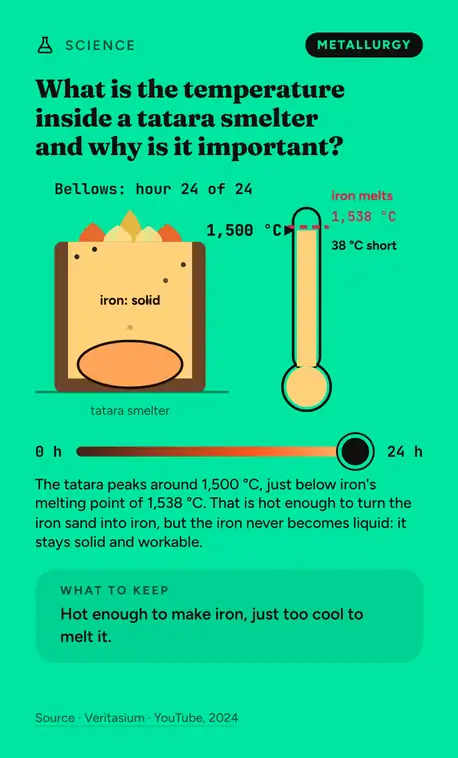 SCIENCE
METALLURGY
What is the temperature
inside a tatara smelter
and why is it important?
Bellows: hour 24 of 24
iron melts
1,538 °C
1,500 °C
38 °C short
iron: solid
tatara smelter
0 h
24 h
The tatara peaks around 1,500 °C, just below iron's
melting point of 1,538 °C. That is hot enough to turn the
iron sand into iron, but the iron never becomes liquid: it
stays solid and workable.
WHAT TO KEEP
Hot enough to make iron, just too cool to
melt it.
Source · Veritasium · YouTube, 2024